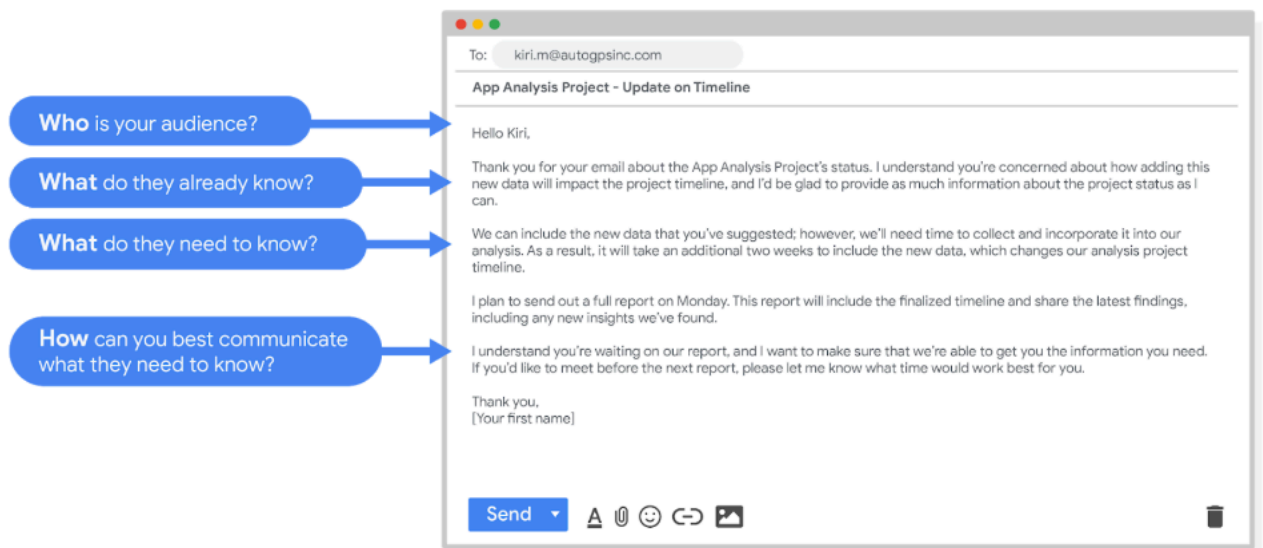 Who is your audience?
What do they already know?
What do they need to know?
How can you best communicate
what they need to know?
To: kiri.m@autogpsinc.com
App Analysis Project - Update on Timeline
Hello Kiri,
Thank you for your email about the App Analysis Project's status. I understand you're concerned about how adding this
new data will impact the project timeline, and I'd be glad to provide as much information about the project status as I
can.
We can include the new data that you've suggested; however, we'll need time to collect and incorporate it into our
analysis. As a result, it will take an additional two weeks to include the new data, which changes our analysis project
timeline.
I plan to send out a full report on Monday. This report will include the finalized timeline and share the latest findings,
including any new insights we've found.
I understand you're waiting on our report, and I want to make sure that we're able to get you the information you need.
If you'd like to meet before the next report, please let me know what time would work best for you.
Thank you,
[Your first name]
Send
A